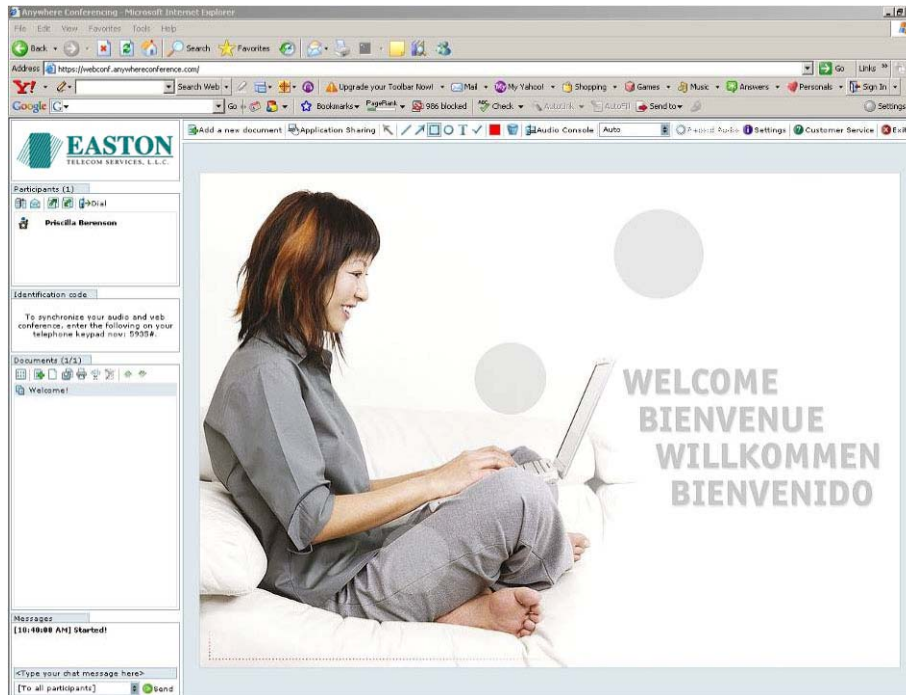 Anywhere Conferencing - Microsoft Internet Explorer
File Edit View Favorites Tools Help
Back Search Favorites
Address https://webconf.anywhereconference.com/ Go Links »
Y! Search Web Upgrade your Toolbar Now! Mail My Yahoo! Shopping Games Music Answers Personals Sign In
Google G Go Bookmarks PageRank 986 blocked Check AutoLink AutoFill Send to Settings
EASTON
TELECOM SERVICES, L.L.C.
Add a new document Application Sharing T Audio Console Auto Settings Customer Service Exit
Participants (1)
Dial
Priscilla Berenson
Identification code
To synchronize your audio and web
conference, enter the following on your
telephone keypad now: 5935#.
Documents (1/1)
Welcome!
WELCOME
BIENVENUE
WILLKOMMEN
BIENVENIDO
Messages
[10:40:00 AM] Started!
<Type your chat message here>
[To all participants] Send